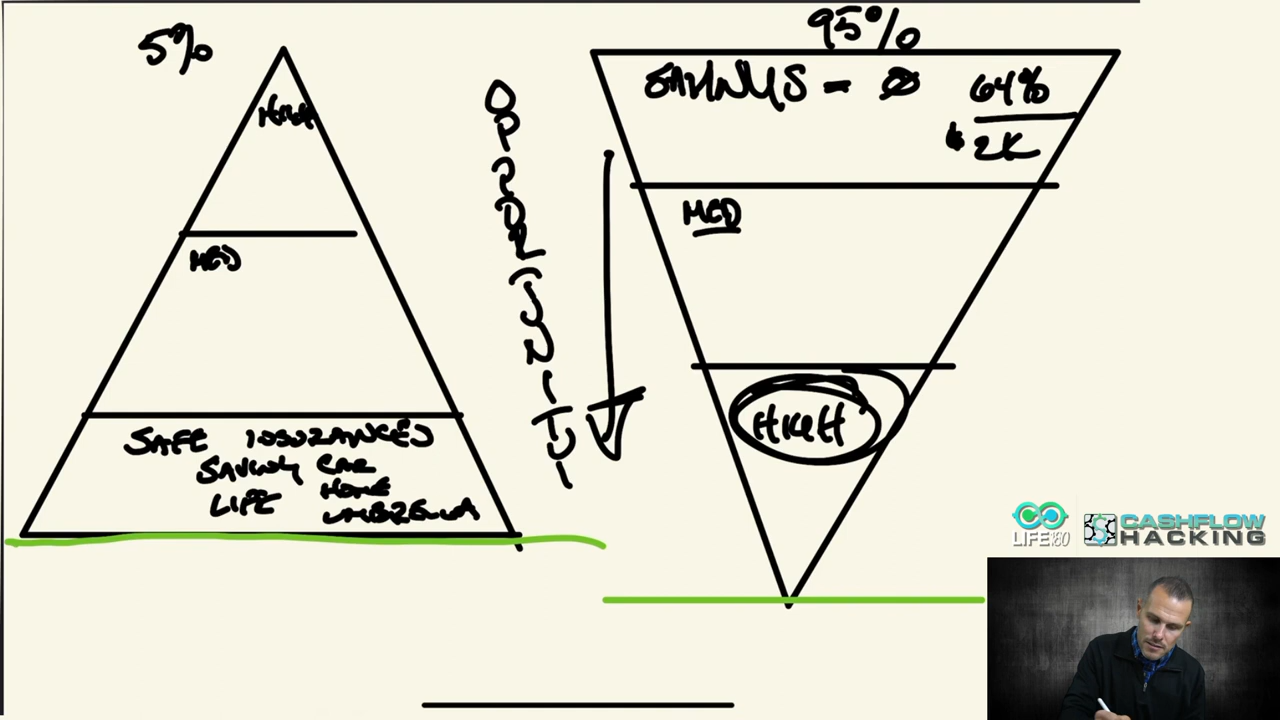 5%
HIGH
MED
SAFE INSURANCES
SAVING CAR
LIFE HOME
UMBRELLA
OPPORTUNITY
95%
SAVINGS = 0 64%
$2K
MED
HIGH
LIFE180
CASHFLOW
HACKING